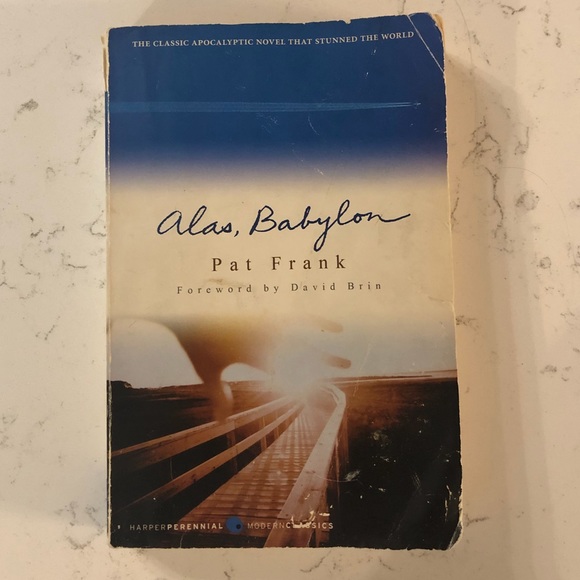 THE CLASSIC APOCALYPTIC NOVEL THAT STUNNED THE WORLD
Alas, Babylon
Pat Frank
Foreword by David Brin
HARPERPERENNIAL MODERNCLASSICS